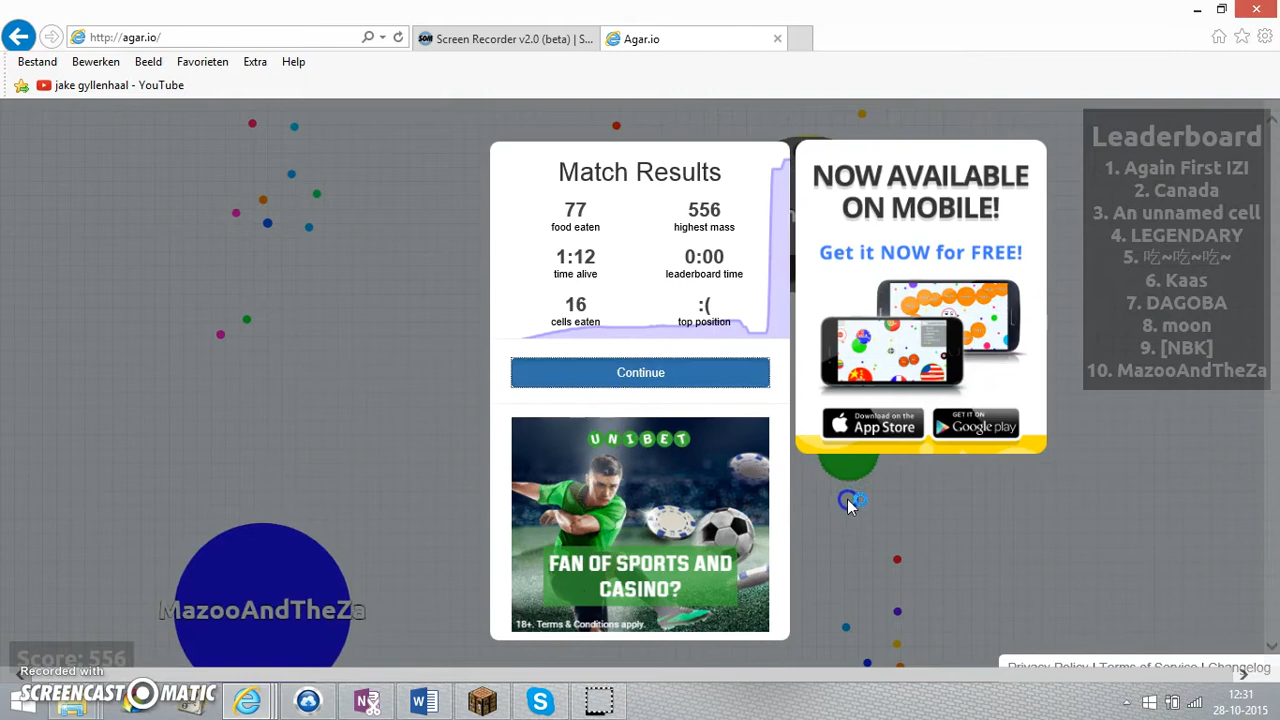 http://agar.io/
Screen Recorder v2.0 (beta) | S...
Agar.io
Bestand Bewerken Beeld Favorieten Extra Help
jake gyllenhaal - YouTube
Match Results
77
food eaten
556
highest mass
1:12
time alive
0:00
leaderboard time
16
cells eaten
:(
top position
Continue
UNIBET
FAN OF SPORTS AND
CASINO?
18+. Terms & Conditions apply.
NOW AVAILABLE
ON MOBILE!
Get it NOW for FREE!
Download on the
App Store
GET IT ON
Google play
Leaderboard
1. Again First IZI
2. Canada
3. An unnamed cell
4. LEGENDARY
5. 吃~吃~吃~
6. Kaas
7. DAGOBA
8. moon
9. [NBK]
10. MazooAndTheZa
MazooAndTheZa
Score: 556
Privacy Policy | Terms of Service | Changelog
Recorded with
SCREENCAST MATIC
12:31
28-10-2015